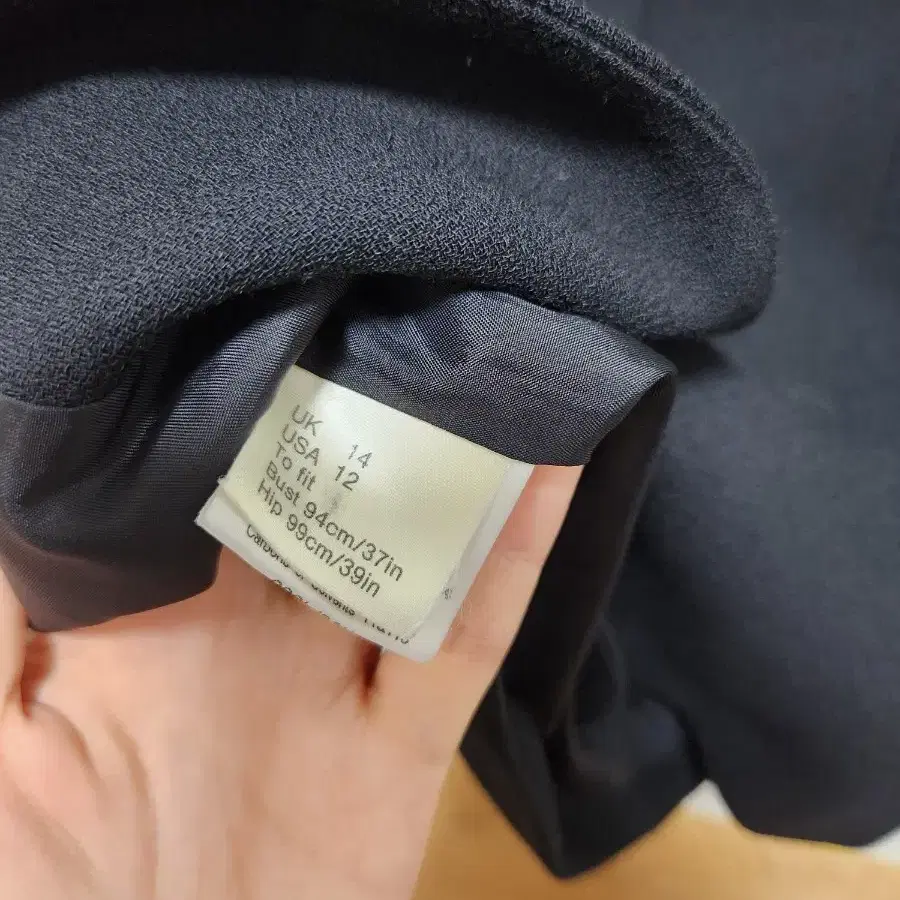 UK 14
USA 12
To fit
Bust 94cm/37in
Hip 99cm/39in